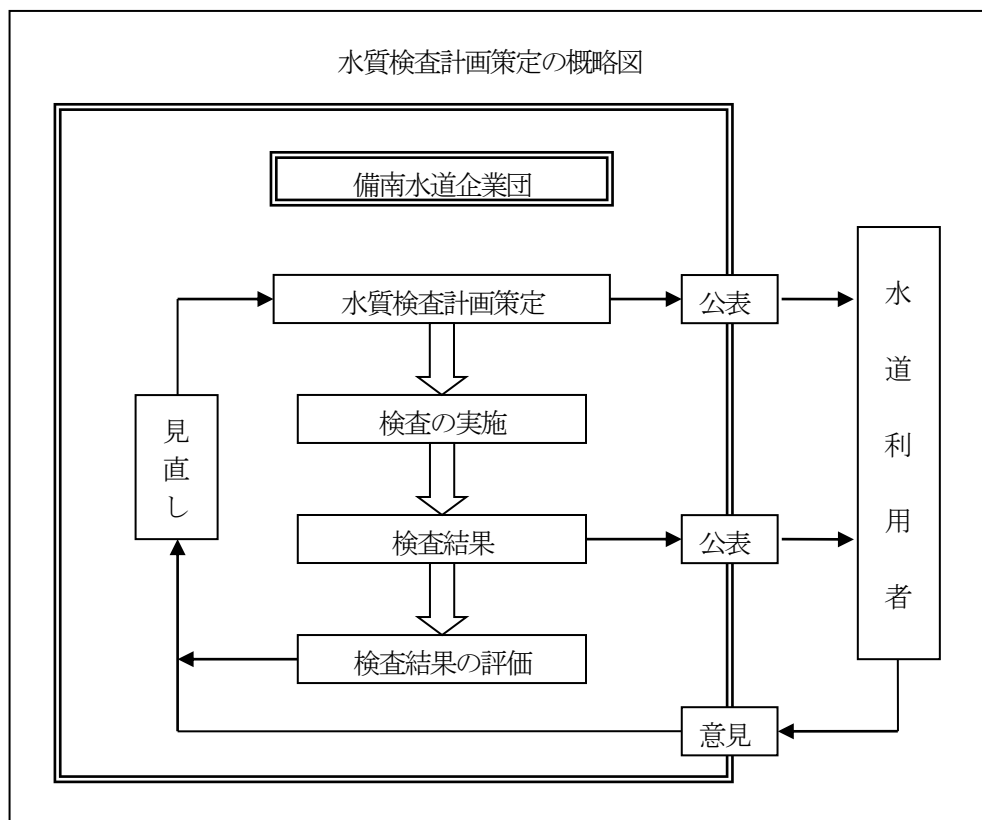 水質検査計画策定の概略図
備南水道企業団
水質検査計画策定
公表
水道利用者
検査の実施
見直し
検査結果
公表
検査結果の評価
意見